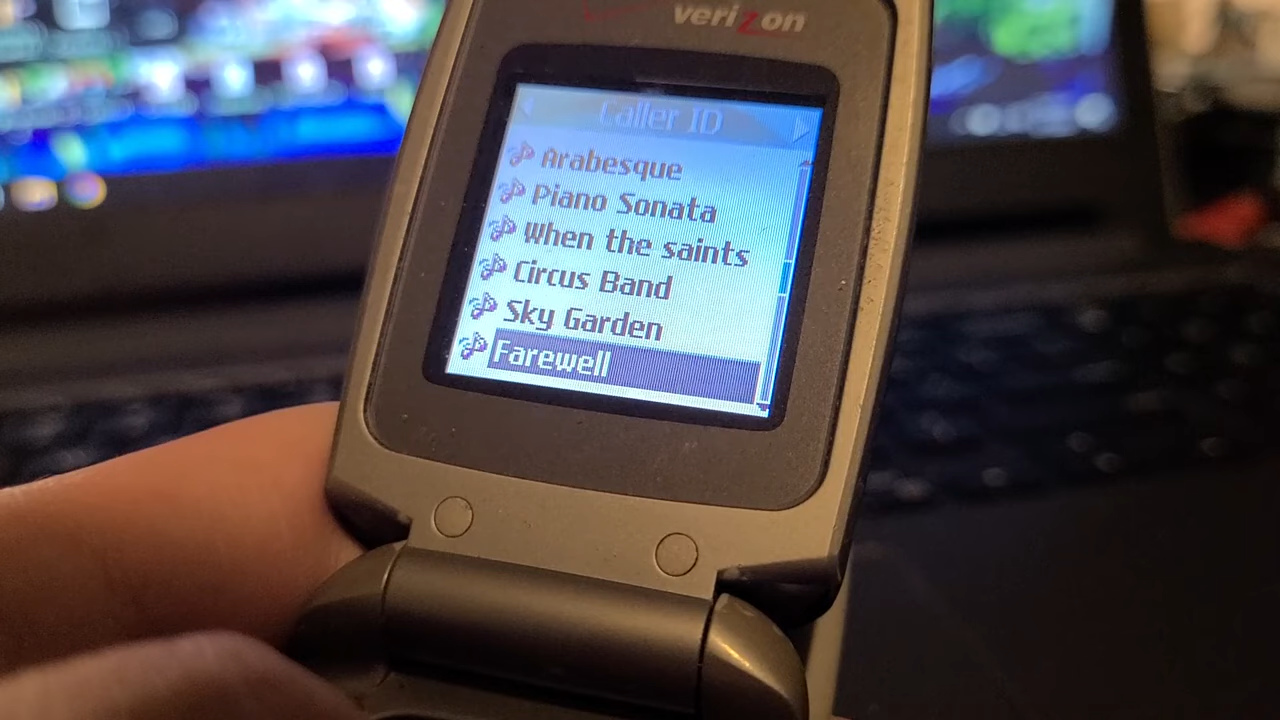 verizon
Caller ID
Arabesque
Piano Sonata
When the saints
Circus Band
Sky Garden
Farewell